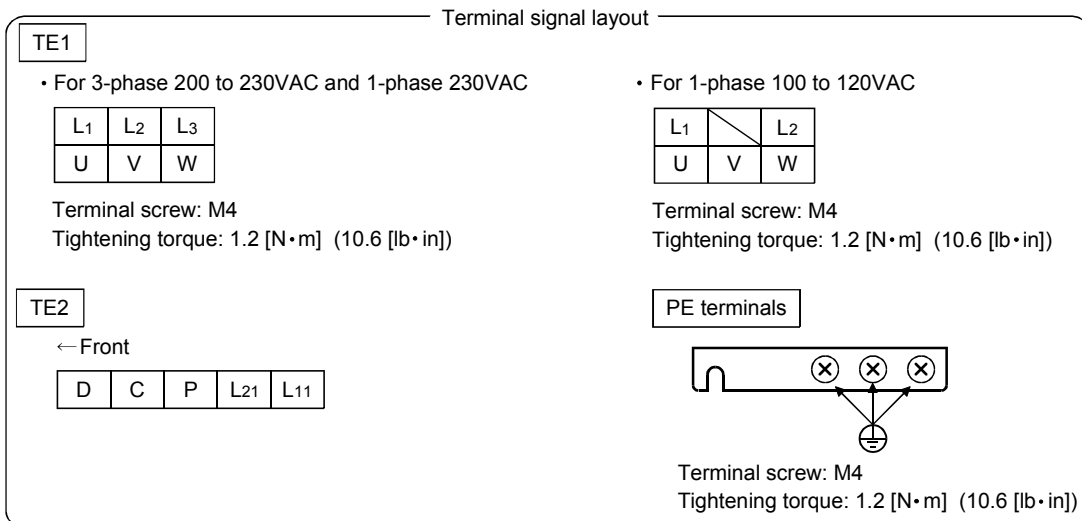 Terminal signal layout
TE1
• For 3-phase 200 to 230VAC and 1-phase 230VAC
L1 L2 L3
U V W
Terminal screw: M4
Tightening torque: 1.2 [N•m] (10.6 [lb•in])
• For 1-phase 100 to 120VAC
L1 L2
U V W
Terminal screw: M4
Tightening torque: 1.2 [N•m] (10.6 [lb•in])
TE2
←Front
D C P L21 L11
PE terminals
Terminal screw: M4
Tightening torque: 1.2 [N•m] (10.6 [lb•in])